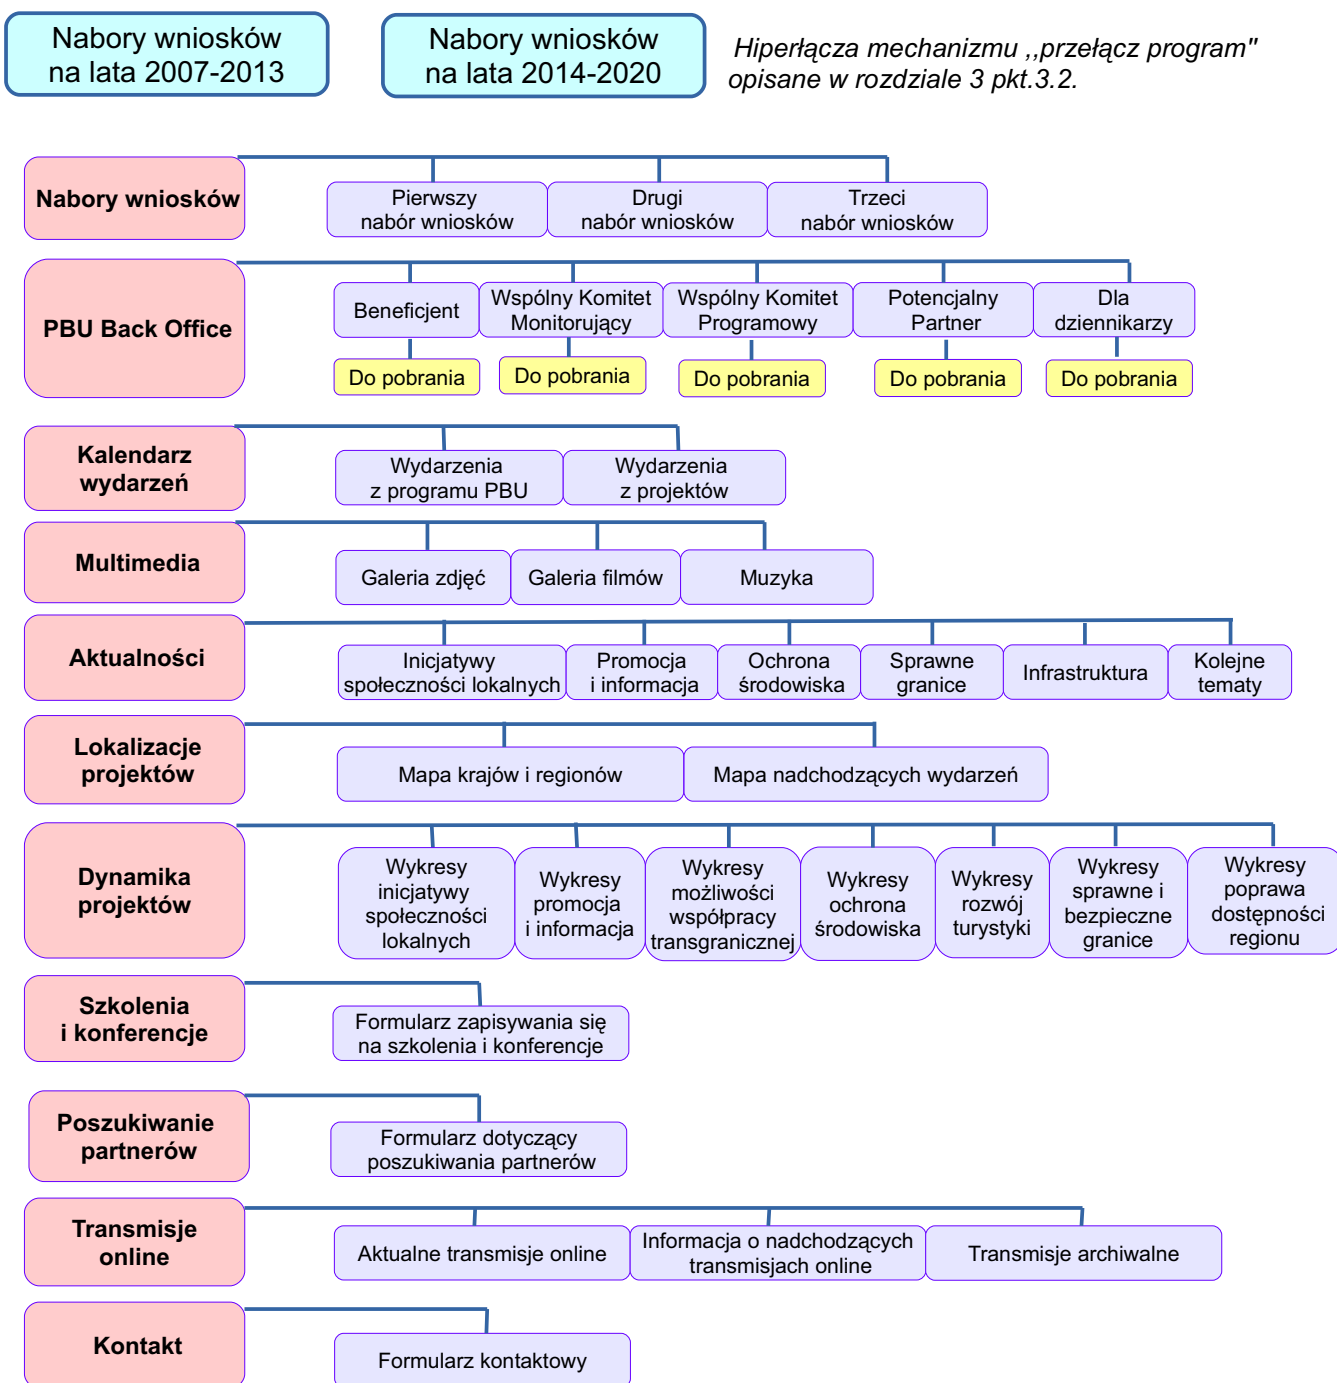 Nabory wniosków
na lata 2007-2013
Nabory wniosków
na lata 2014-2020
Hiperłącza mechanizmu ,,przełącz program"
opisane w rozdziale 3 pkt.3.2.
Nabory wniosków
Pierwszy
nabór wniosków
Drugi
nabór wniosków
Trzeci
nabór wniosków
PBU Back Office
Beneficjent
Wspólny Komitet
Monitorujący
Wspólny Komitet
Programowy
Potencjalny
Partner
Dla
dziennikarzy
Do pobrania
Do pobrania
Do pobrania
Do pobrania
Do pobrania
Kalendarz
wydarzeń
Wydarzenia
z programu PBU
Wydarzenia
z projektów
Multimedia
Galeria zdjęć
Galeria filmów
Muzyka
Aktualności
Inicjatywy
społeczności lokalnych
Promocja
i informacja
Ochrona
środowiska
Sprawne
granice
Infrastruktura
Kolejne
tematy
Lokalizacje
projektów
Mapa krajów i regionów
Mapa nadchodzących wydarzeń
Dynamika
projektów
Wykresy
inicjatywy
społeczności
lokalnych
Wykresy
promocja
i informacja
Wykresy
możliwości
współpracy
transgranicznej
Wykresy
ochrona
środowiska
Wykresy
rozwój
turystyki
Wykresy
sprawne i
bezpieczne
granice
Wykresy
poprawa
dostępności
regionu
Szkolenia
i konferencje
Formularz zapisywania się
na szkolenia i konferencje
Poszukiwanie
partnerów
Formularz dotyczący
poszukiwania partnerów
Transmisje
online
Aktualne transmisje online
Informacja o nadchodzących
transmisjach online
Transmisje archiwalne
Kontakt
Formularz kontaktowy